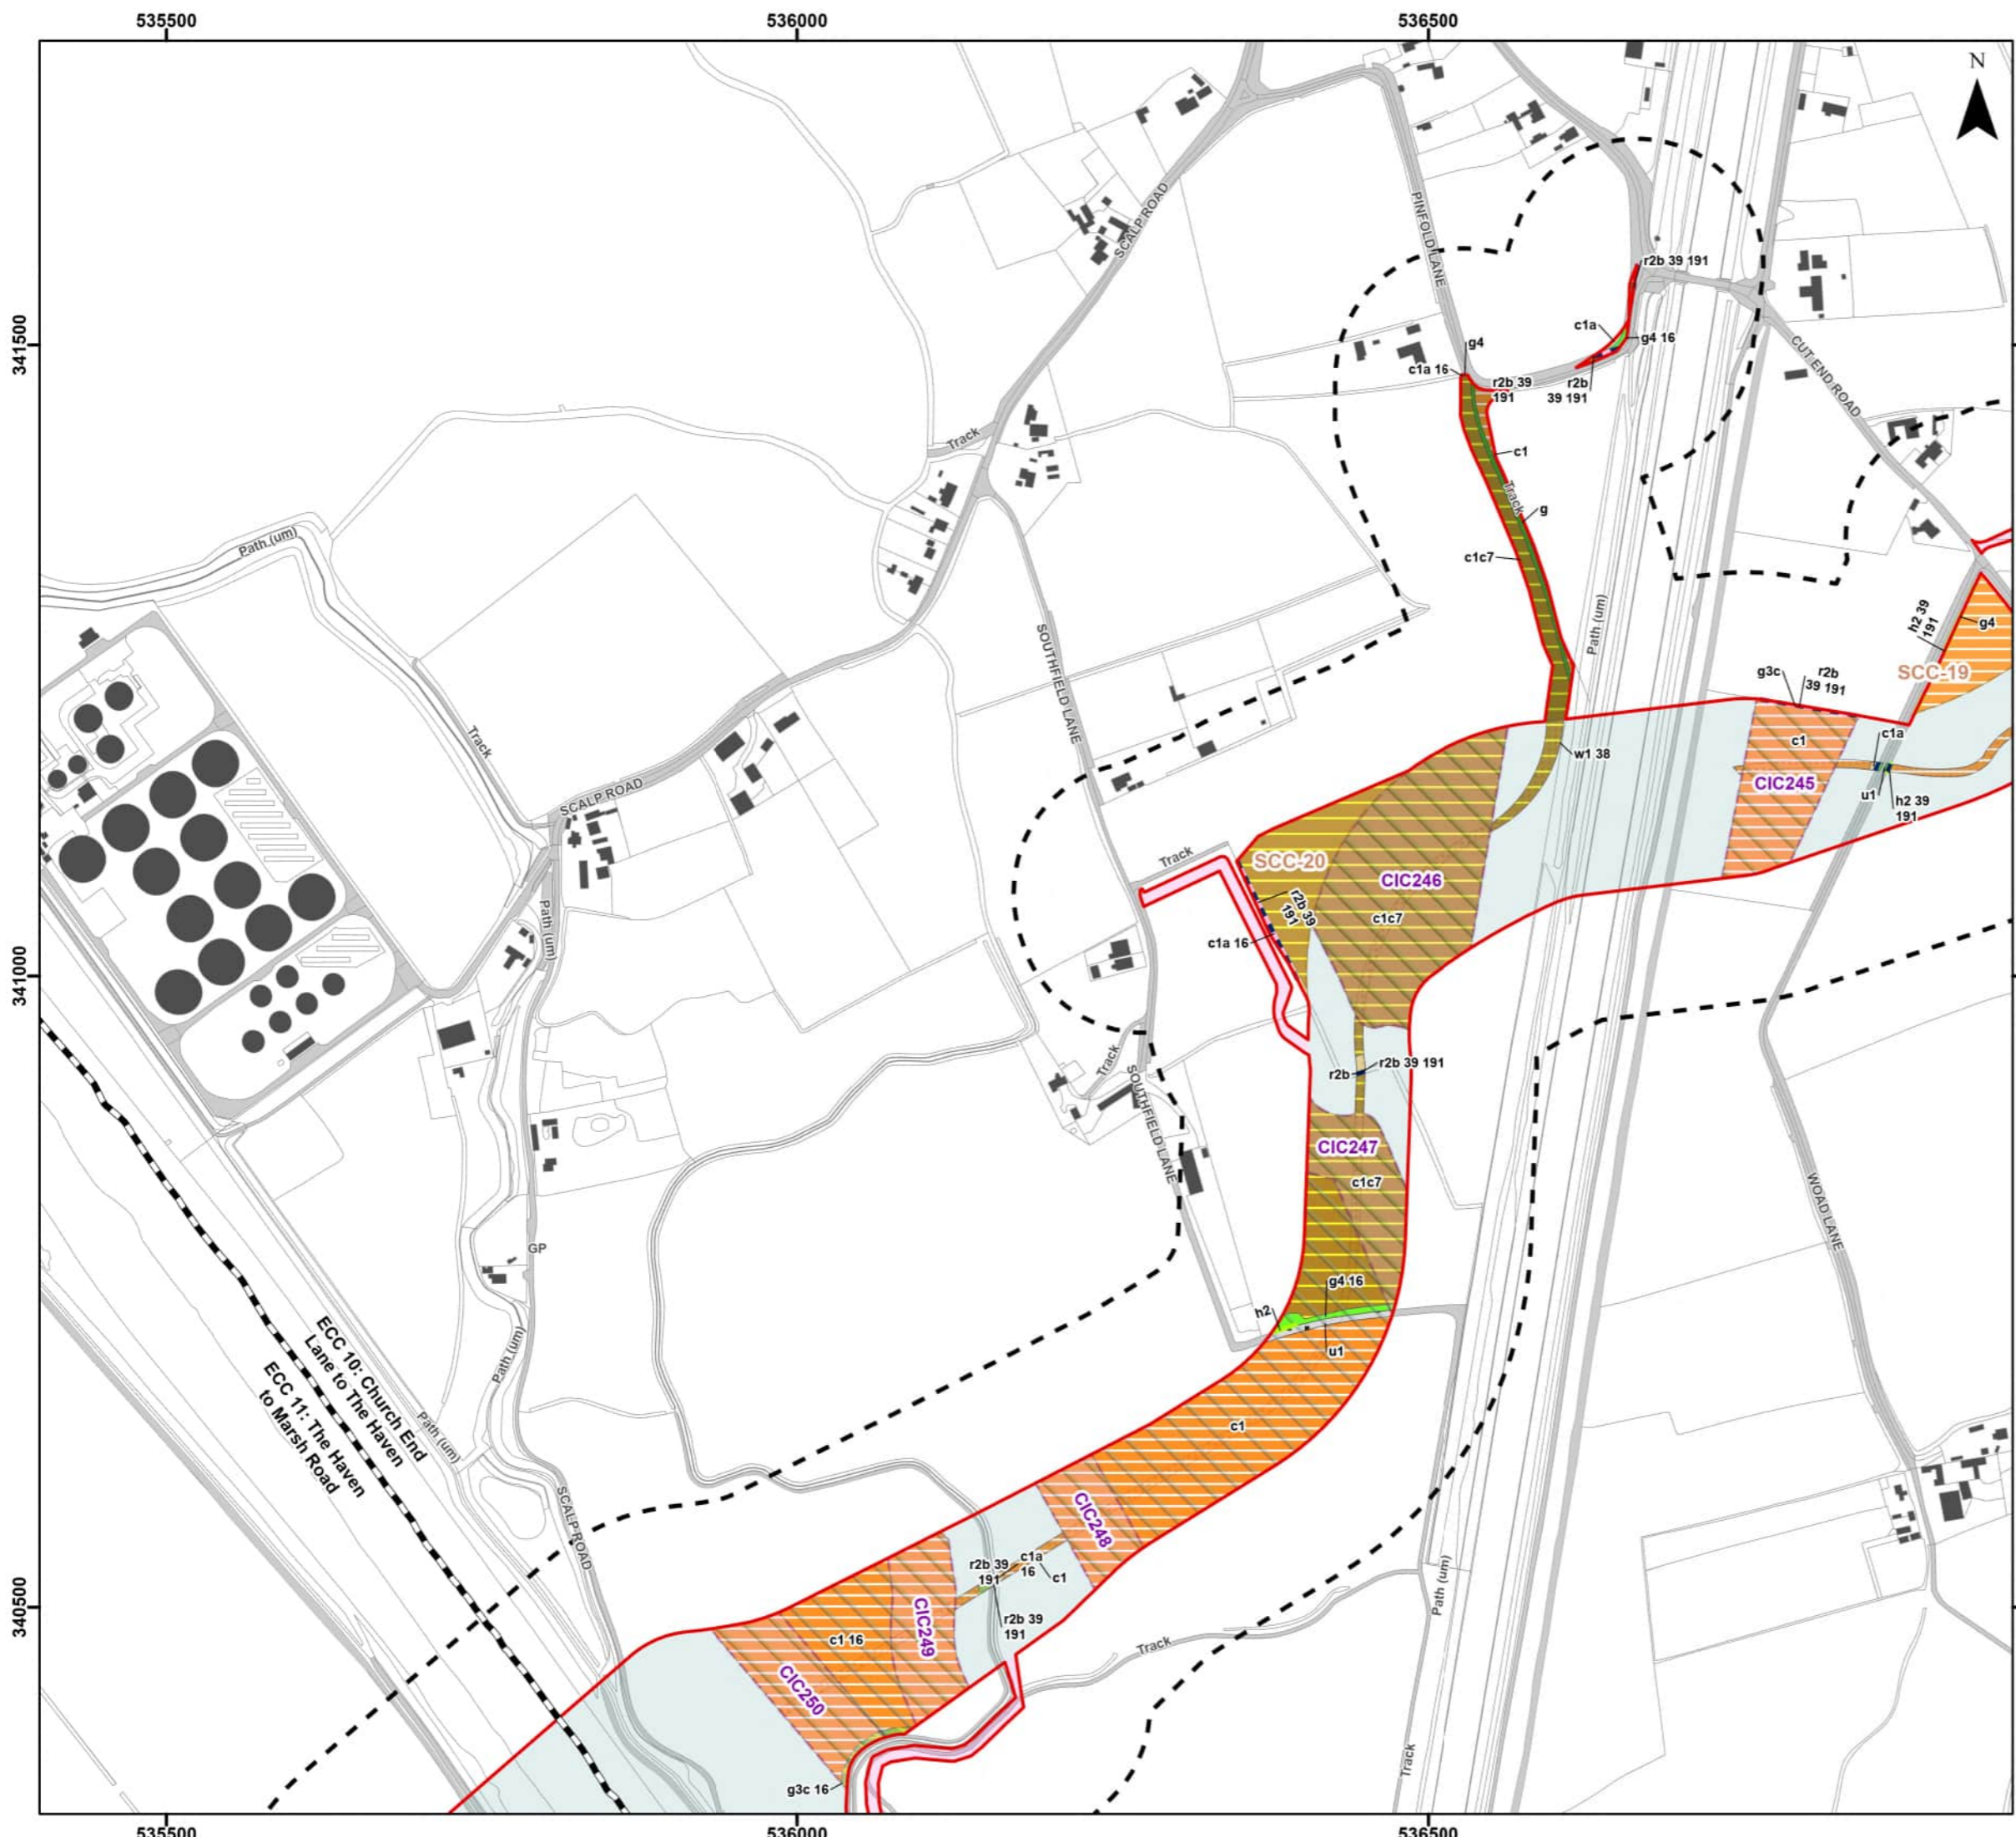 535500
536000
536500
N
341500
341000
340500
SCALP ROAD
PINFOLD LANE
r2b 39 191
c1a
g4 16
g4
c1a 16
r2b 39
191
r2b
39 191
CUT END ROAD
Track
c1
Track
g
c1c7
Path (um)
Path (um)
SOUTHFIELD LANE
h2 39
191
g4
SCC-19
g3c
r2b
39 191
Track
c1
c1a
w1 38
CIC245
u1
h2 39
191
SCALP ROAD
Track
SCC-20
CIC246
r2b 39
191
c1c7
c1a 16
Path (um)
Track
r2b
r2b 39 191
SOUTHFIELD LANE
CIC247
c1c7
WOAD LANE
GP
g4 16
h2
u1
ECC 10: Church End
Lane to The Haven
ECC 11: The Haven
to Marsh Road
Path (um)
Path (um)
c1
SCALP ROAD
CIC248
r2b 39
191
c1a
16
c1
Path (um)
r2b 39
191
CIC249
c1 16
Track
CIC250
g3c 16
Track
535500
536000
536500